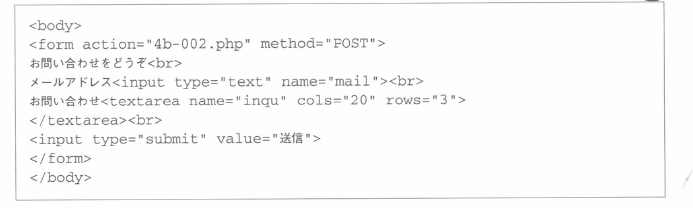 <body>
<form action="4b-002.php" method="POST">
お問い合わせをどうぞ<br>
メールアドレス<input type="text" name="mail"><br>
お問い合わせ<textarea name="inqu" cols="20" rows="3">
</textarea><br>
<input type="submit" value="送信">
</form>
</body>